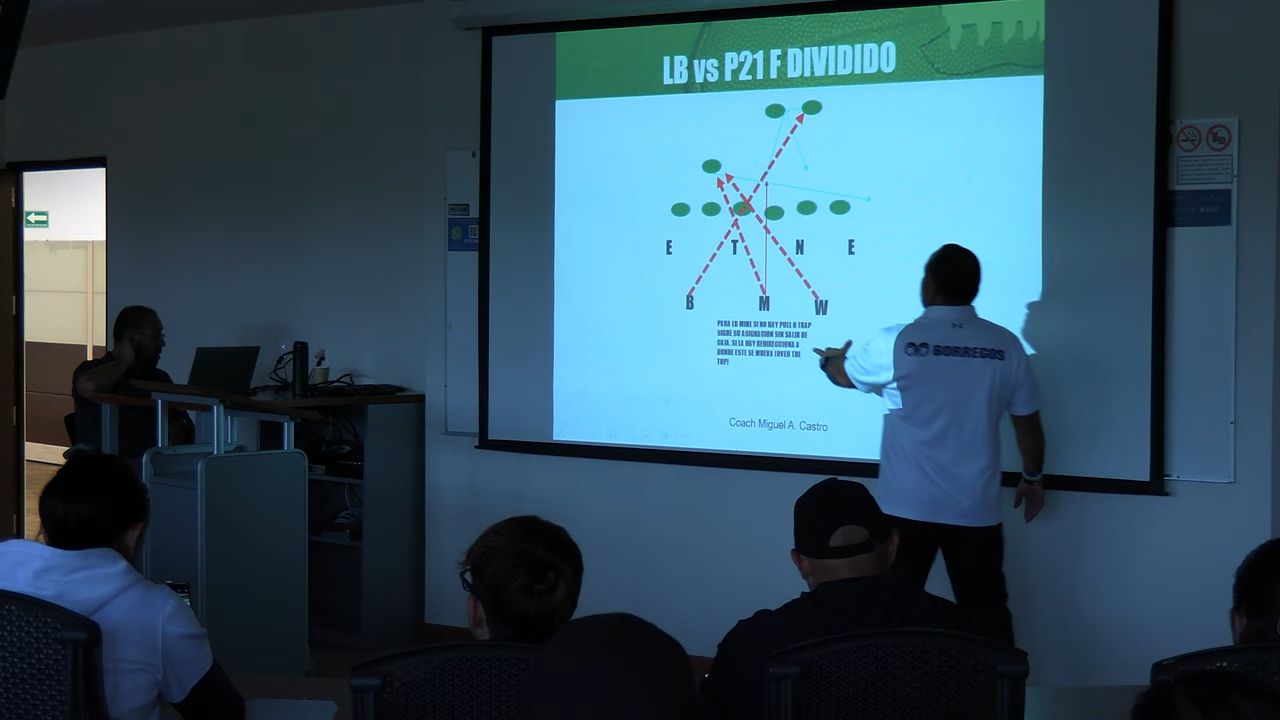 LB vs P21 F DIVIDIDO
E T N E
B M W
PARA LB MIKE SI NO HAY PULL O TRAP
SIGUE SU ASIGNACION SIN SALIR DE
CAJA. SI LA HAY REDIRECCIONA A
DONDE ESTE SE MUEVA (OVER THE
TOP)
Coach Miguel A. Castro
BORREGOS